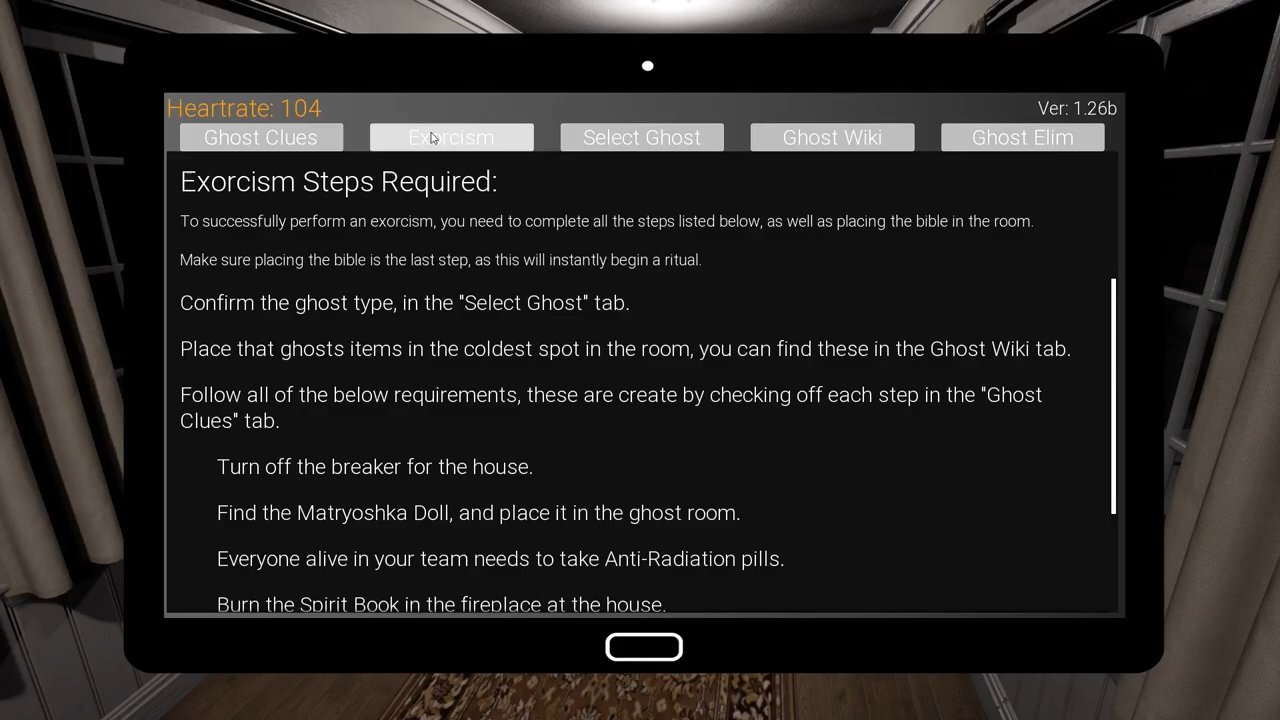 Heartrate: 104
Ver: 1.26b
Ghost Clues
Exorcism
Select Ghost
Ghost Wiki
Ghost Elim
Exorcism Steps Required:
To successfully perform an exorcism, you need to complete all the steps listed below, as well as placing the bible in the room.
Make sure placing the bible is the last step, as this will instantly begin a ritual.
Confirm the ghost type, in the "Select Ghost" tab.
Place that ghosts items in the coldest spot in the room, you can find these in the Ghost Wiki tab.
Follow all of the below requirements, these are create by checking off each step in the "Ghost
Clues" tab.
Turn off the breaker for the house.
Find the Matryoshka Doll, and place it in the ghost room.
Everyone alive in your team needs to take Anti-Radiation pills.
Burn the Spirit Book in the fireplace at the house.